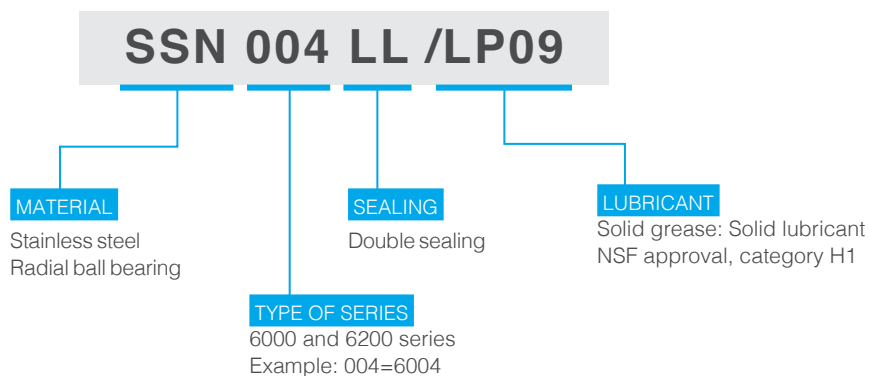 SSN 004 LL /LP09
MATERIAL
Stainless steel
Radial ball bearing
SEALING
Double sealing
LUBRICANT
Solid grease: Solid lubricant
NSF approval, category H1
TYPE OF SERIES
6000 and 6200 series
Example: 004=6004